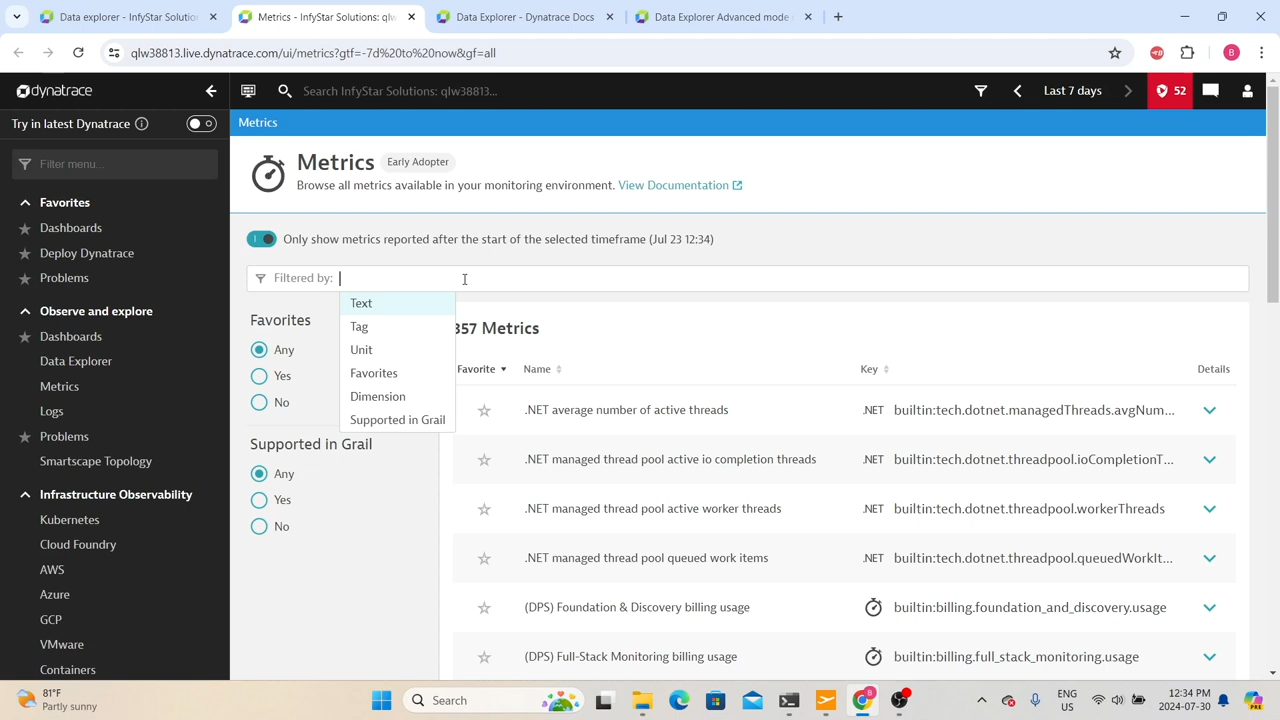 Data explorer - InfyStar Solution
Metrics - InfyStar Solutions: qlw
Data Explorer - Dynatrace Docs
Data Explorer Advanced mode
qlw38813.live.dynatrace.com/ui/metrics?gtf=-7d%20to%20now&gf=all
B
dynatrace
Search InfyStar Solutions: qlw38813...
Last 7 days
52
Try in latest Dynatrace
Metrics
Filter menu...
Metrics
Early Adopter
Browse all metrics available in your monitoring environment. View Documentation
Favorites
Dashboards
Deploy Dynatrace
Problems
Observe and explore
Dashboards
Data Explorer
Metrics
Logs
Problems
Smartscape Topology
Infrastructure Observability
Kubernetes
Cloud Foundry
AWS
Azure
GCP
VMware
Containers
Only show metrics reported after the start of the selected timeframe (Jul 23 12:34)
Filtered by:
Text
Tag
Unit
Favorites
Dimension
Supported in Grail
Favorites
Any
Yes
No
Supported in Grail
Any
Yes
No
357 Metrics
Favorite
Name
Key
Details
.NET average number of active threads
.NET builtin:tech.dotnet.managedThreads.avgNum...
.NET managed thread pool active io completion threads
.NET builtin:tech.dotnet.threadpool.ioCompletionT...
.NET managed thread pool active worker threads
.NET builtin:tech.dotnet.threadpool.workerThreads
.NET managed thread pool queued work items
.NET builtin:tech.dotnet.threadpool.queuedWorkIt...
(DPS) Foundation & Discovery billing usage
builtin:billing.foundation_and_discovery.usage
(DPS) Full-Stack Monitoring billing usage
builtin:billing.full_stack_monitoring.usage
81°F
Partly sunny
Search
ENG
US
12:34 PM
2024-07-30